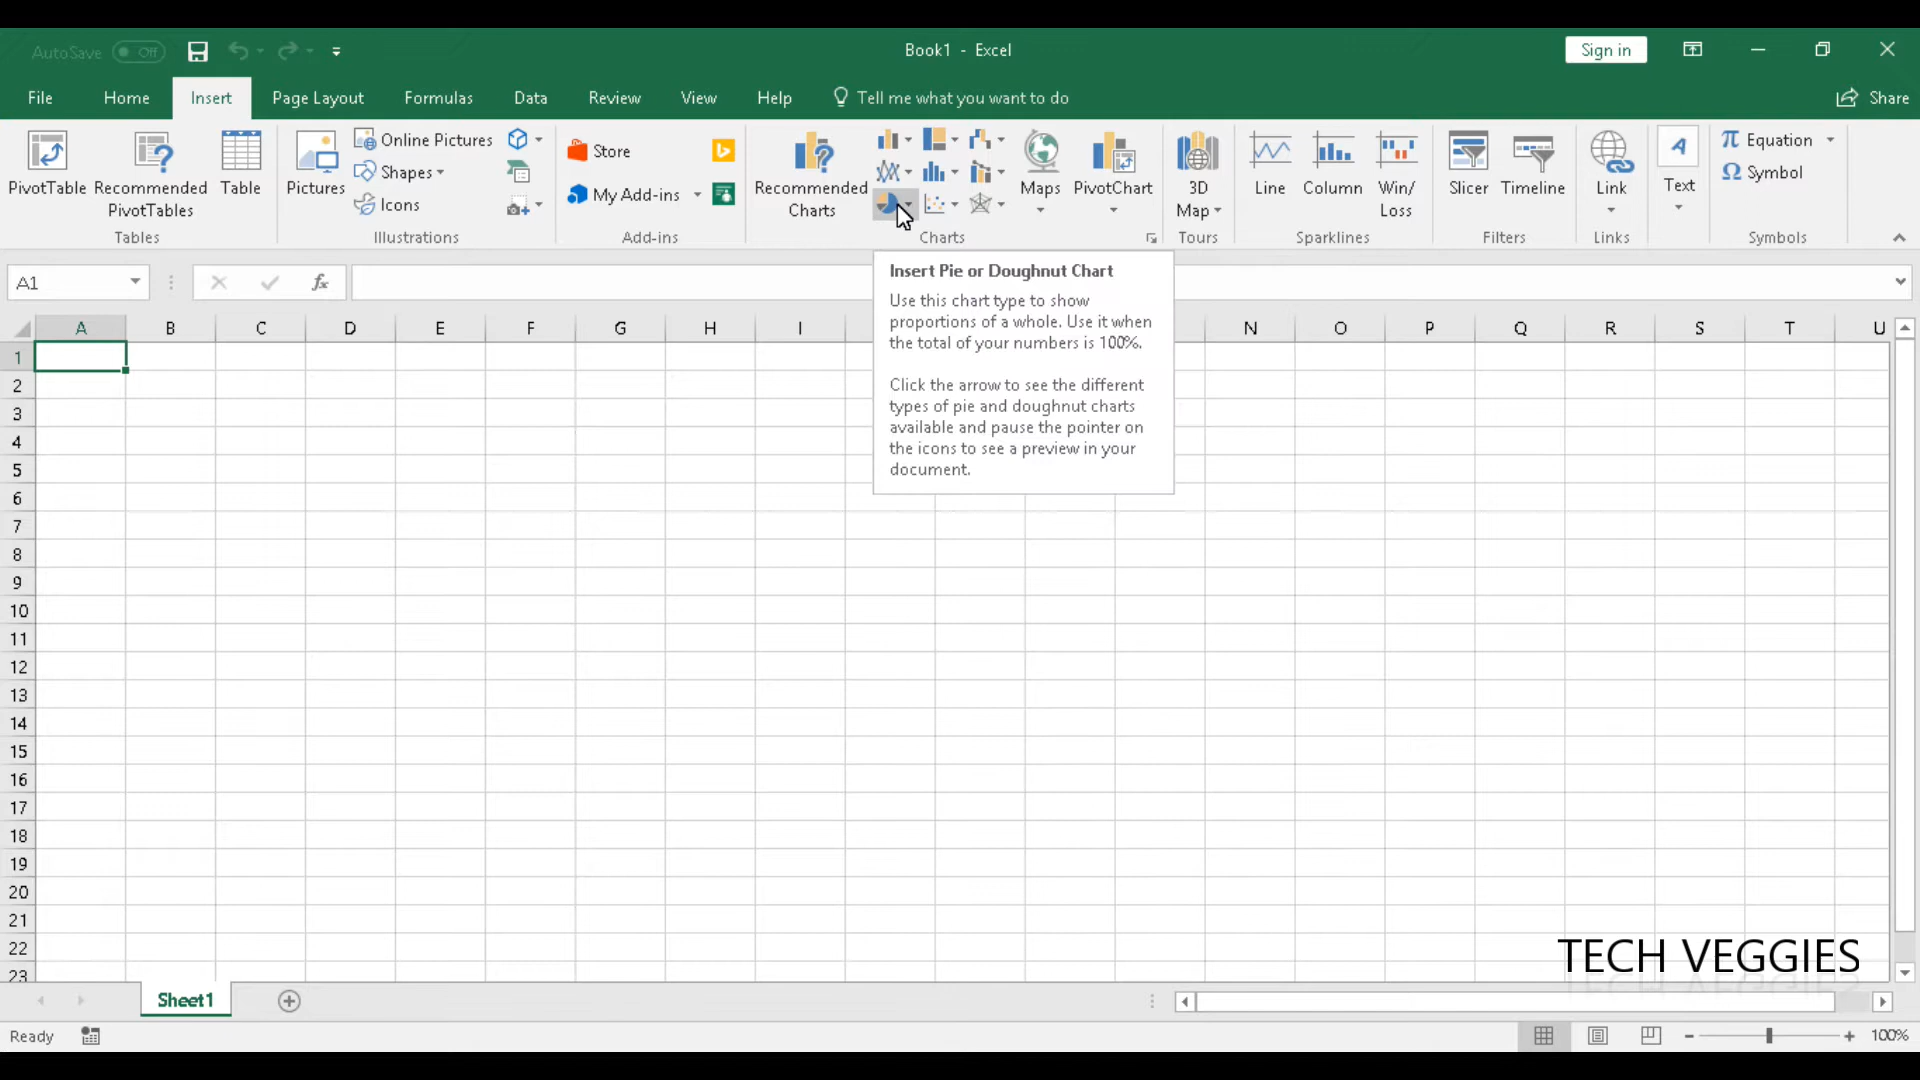 AutoSave Off
Book1 - Excel
Sign in
File Home Insert Page Layout Formulas Data Review View Help Tell me what you want to do Share
PivotTable
Recommended
PivotTables
Table
Tables
Pictures
Online Pictures
Shapes
Icons
Illustrations
Store
My Add-ins
Add-ins
Recommended
Charts
Maps
PivotChart
Charts
3D
Map
Tours
Line
Column
Win/
Loss
Sparklines
Slicer
Timeline
Filters
Link
Links
A
Text
π Equation
Ω Symbol
Symbols
A1
fx
Insert Pie or Doughnut Chart
Use this chart type to show
proportions of a whole. Use it when
the total of your numbers is 100%.
Click the arrow to see the different
types of pie and doughnut charts
available and pause the pointer on
the icons to see a preview in your
document.
A B C D E F G H I N O P Q R S T U
1
2
3
4
5
6
7
8
9
10
11
12
13
14
15
16
17
18
19
20
21
22
23
TECH VEGGIES
Sheet1
Ready
100%